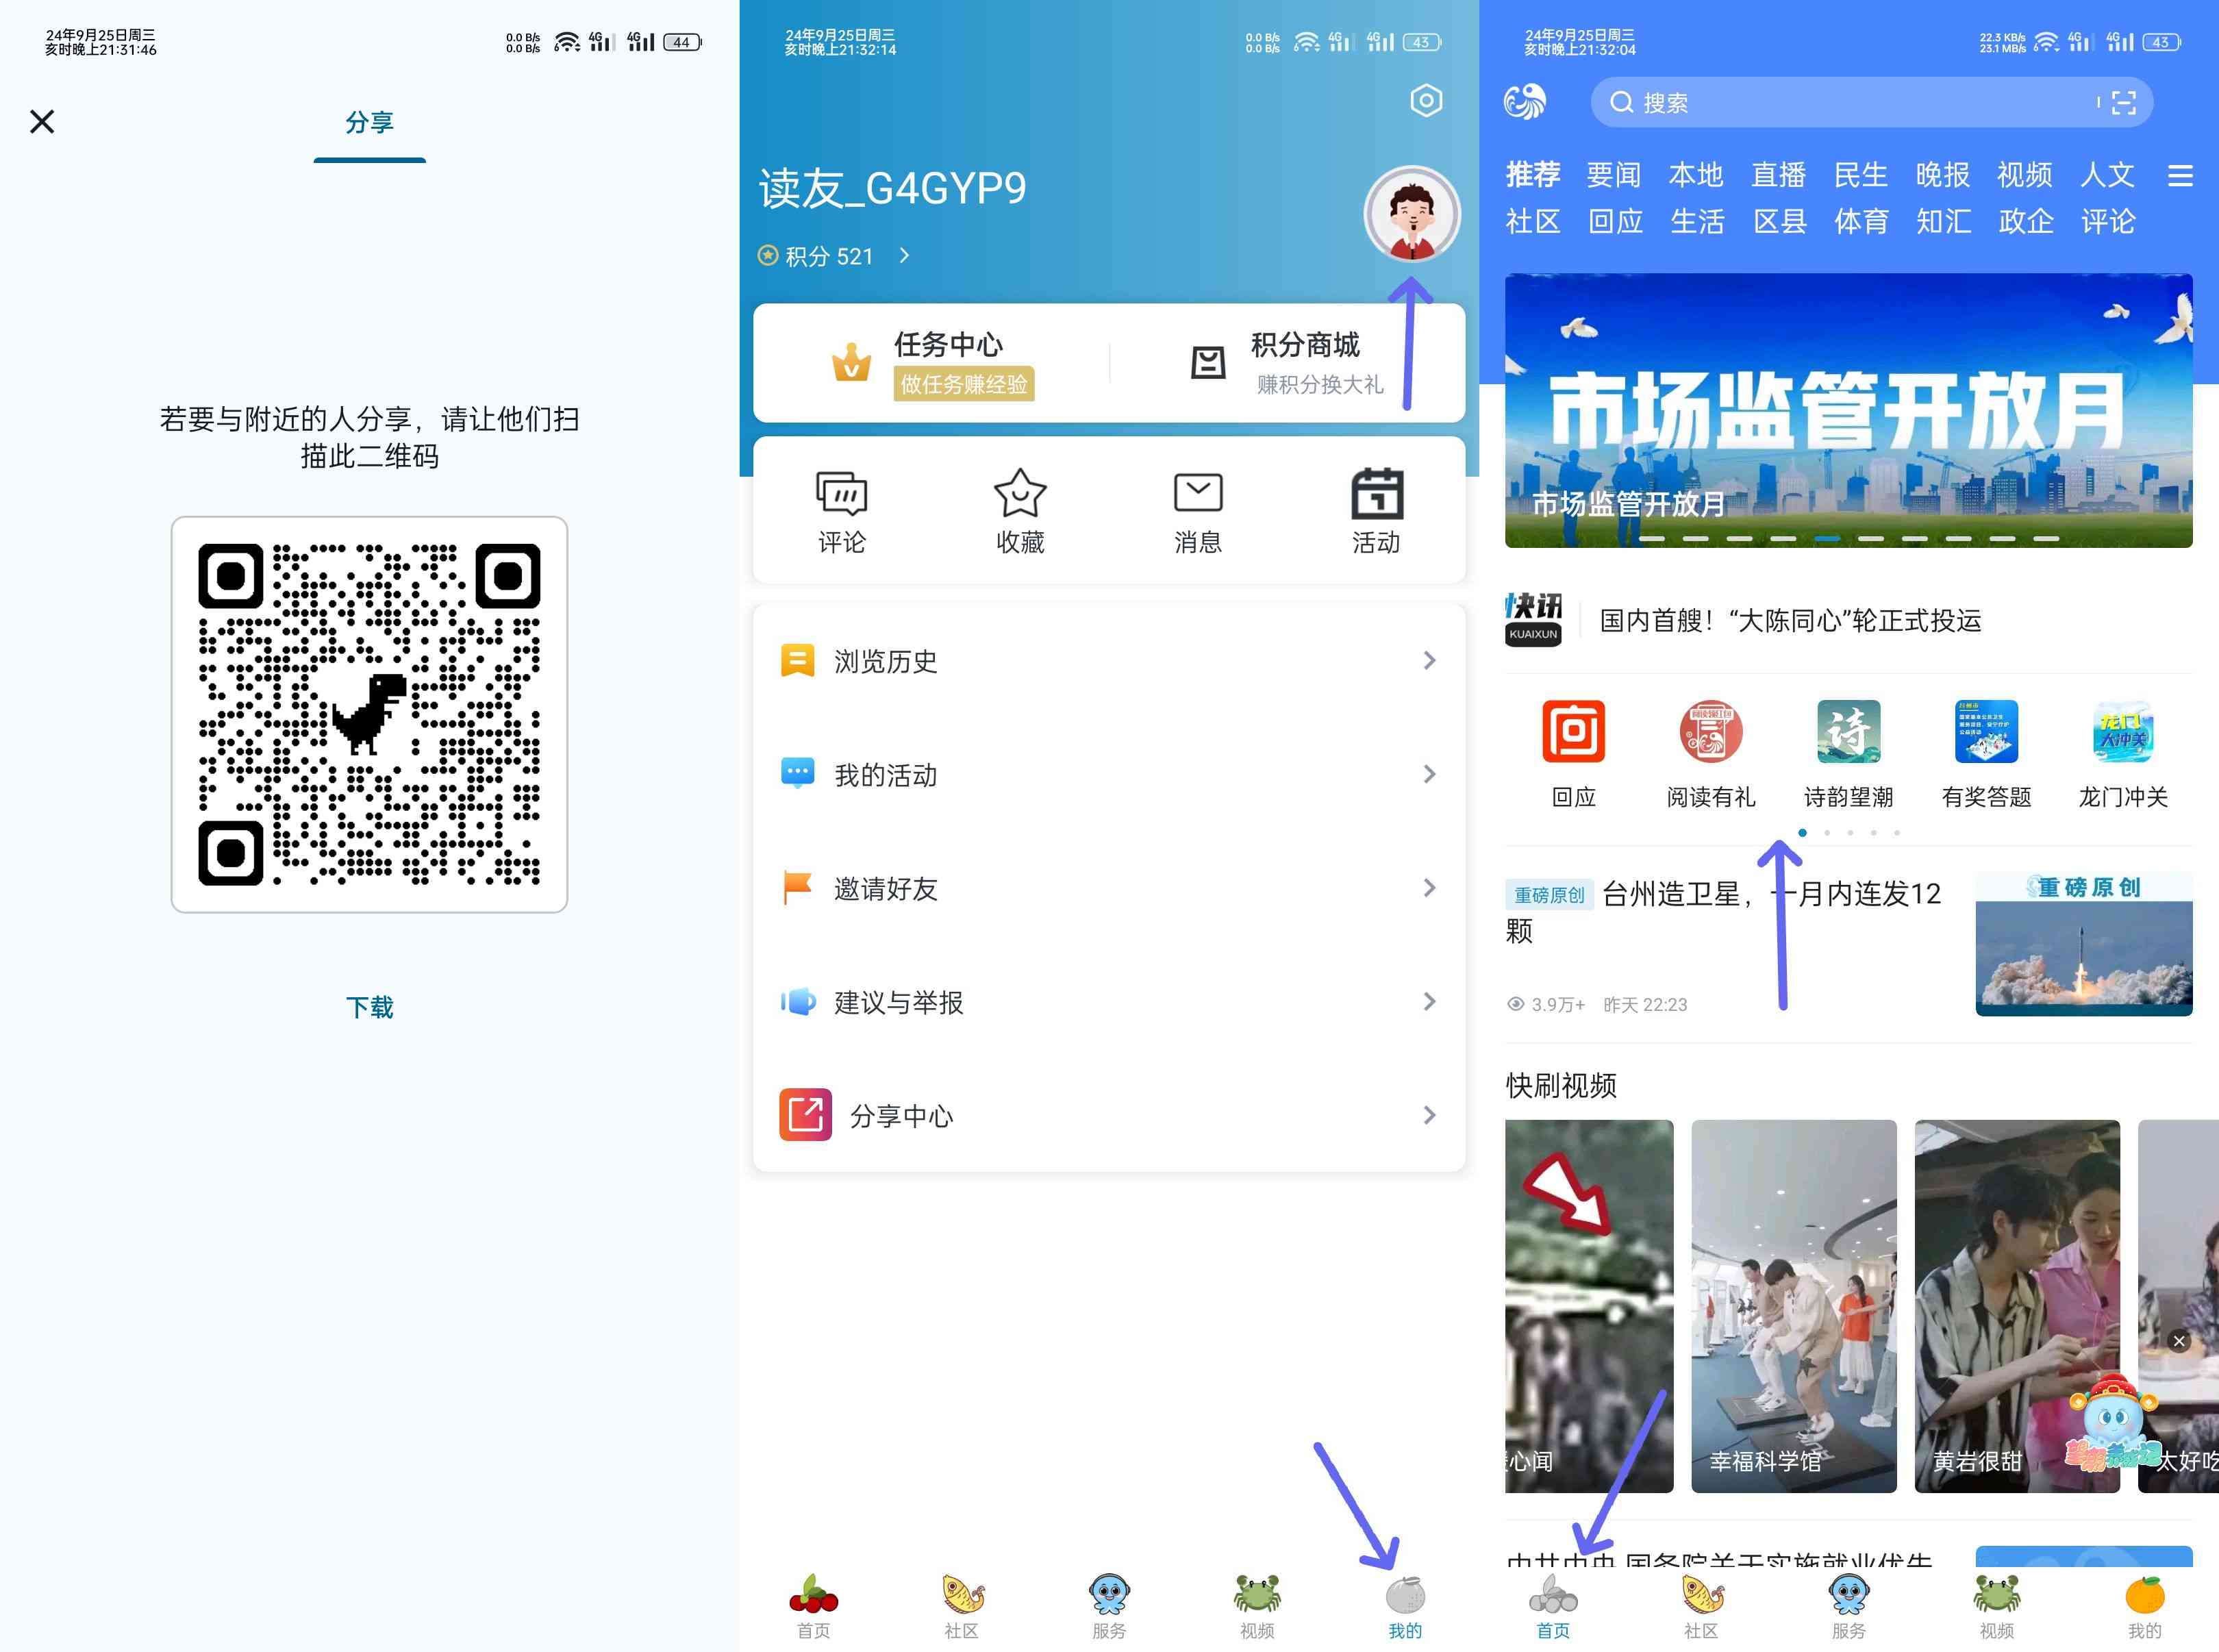 24年9月25日周三
亥时晚上21:31:46
0.0 B/s
0.0 B/s
4G
4G
44
分享
若要与附近的人分享，请让他们扫
描此二维码
下载
24年9月25日周三
亥时晚上21:32:14
0.0 B/s
0.0 B/s
4G
4G
43
读友_G4GYP9
积分 521
任务中心
做任务赚经验
积分商城
赚积分换大礼
评论
收藏
消息
活动
浏览历史
我的活动
邀请好友
建议与举报
分享中心
首页
社区
服务
视频
我的
24年9月25日周三
亥时晚上21:32:04
22.3 KB/s
23.1 MB/s
4G
4G
43
搜索
推荐 要闻 本地 直播 民生 晚报 视频 人文
社区 回应 生活 区县 体育 知汇 政企 评论
市场监管开放月
市场监管开放月
快讯
KUAIXUN
国内首艘！“大陈同心”轮正式投运
回
诗
龙门
大冲关
回应
阅读有礼
诗韵望潮
有奖答题
龙门冲关
重磅原创 台州造卫星，一月内连发12
颗
重磅原创
3.9万+ 昨天 22:23
快刷视频
心闻
幸福科学馆
黄岩很甜
太好吃
中共中央 国务院关于实施就业优先
首页
社区
服务
视频
我的